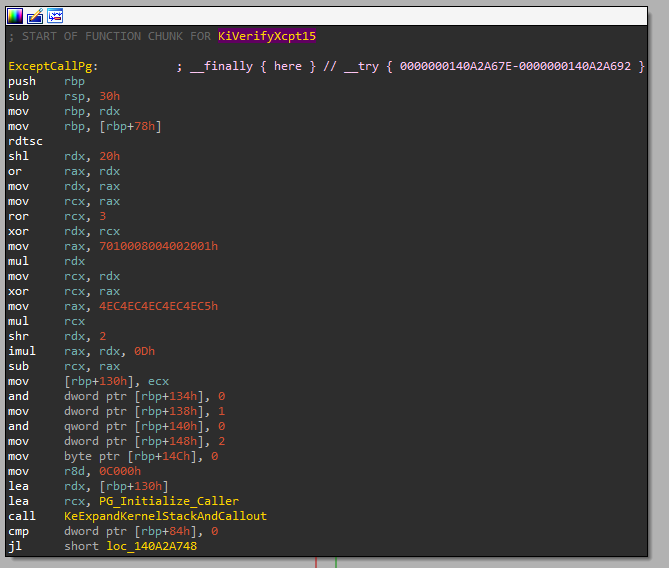 ; START OF FUNCTION CHUNK FOR KiVerifyXcpt15
ExceptCallPg: ; __finally { here } // __try { 0000000140A2A67E-0000000140A2A692 }
push rbp
sub rsp, 30h
mov rbp, rdx
mov rbp, [rbp+78h]
rdtsc
shl rdx, 20h
or rax, rdx
mov rdx, rax
mov rcx, rax
ror rcx, 3
xor rdx, rcx
mov rax, 7010008004002001h
mul rdx
mov rcx, rdx
xor rcx, rax
mov rax, 4EC4EC4EC4EC4EC5h
mul rcx
shr rdx, 2
imul rax, rdx, 0Dh
sub rcx, rax
mov [rbp+130h], ecx
and dword ptr [rbp+134h], 0
mov dword ptr [rbp+138h], 1
and qword ptr [rbp+140h], 0
mov dword ptr [rbp+148h], 2
mov byte ptr [rbp+14Ch], 0
mov r8d, 0C000h
lea rdx, [rbp+130h]
lea rcx, PG_Initialize_Caller
call KeExpandKernelStackAndCallout
cmp dword ptr [rbp+84h], 0
jl short loc_140A2A748